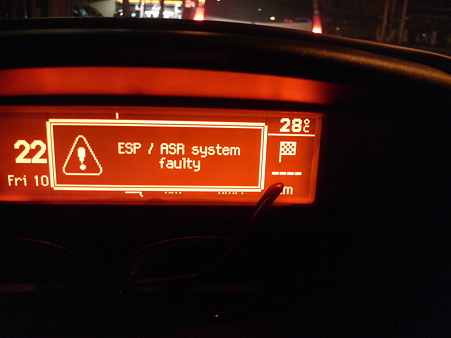 28°C
ESP / ASR system
faulty
22
Fri 10
----